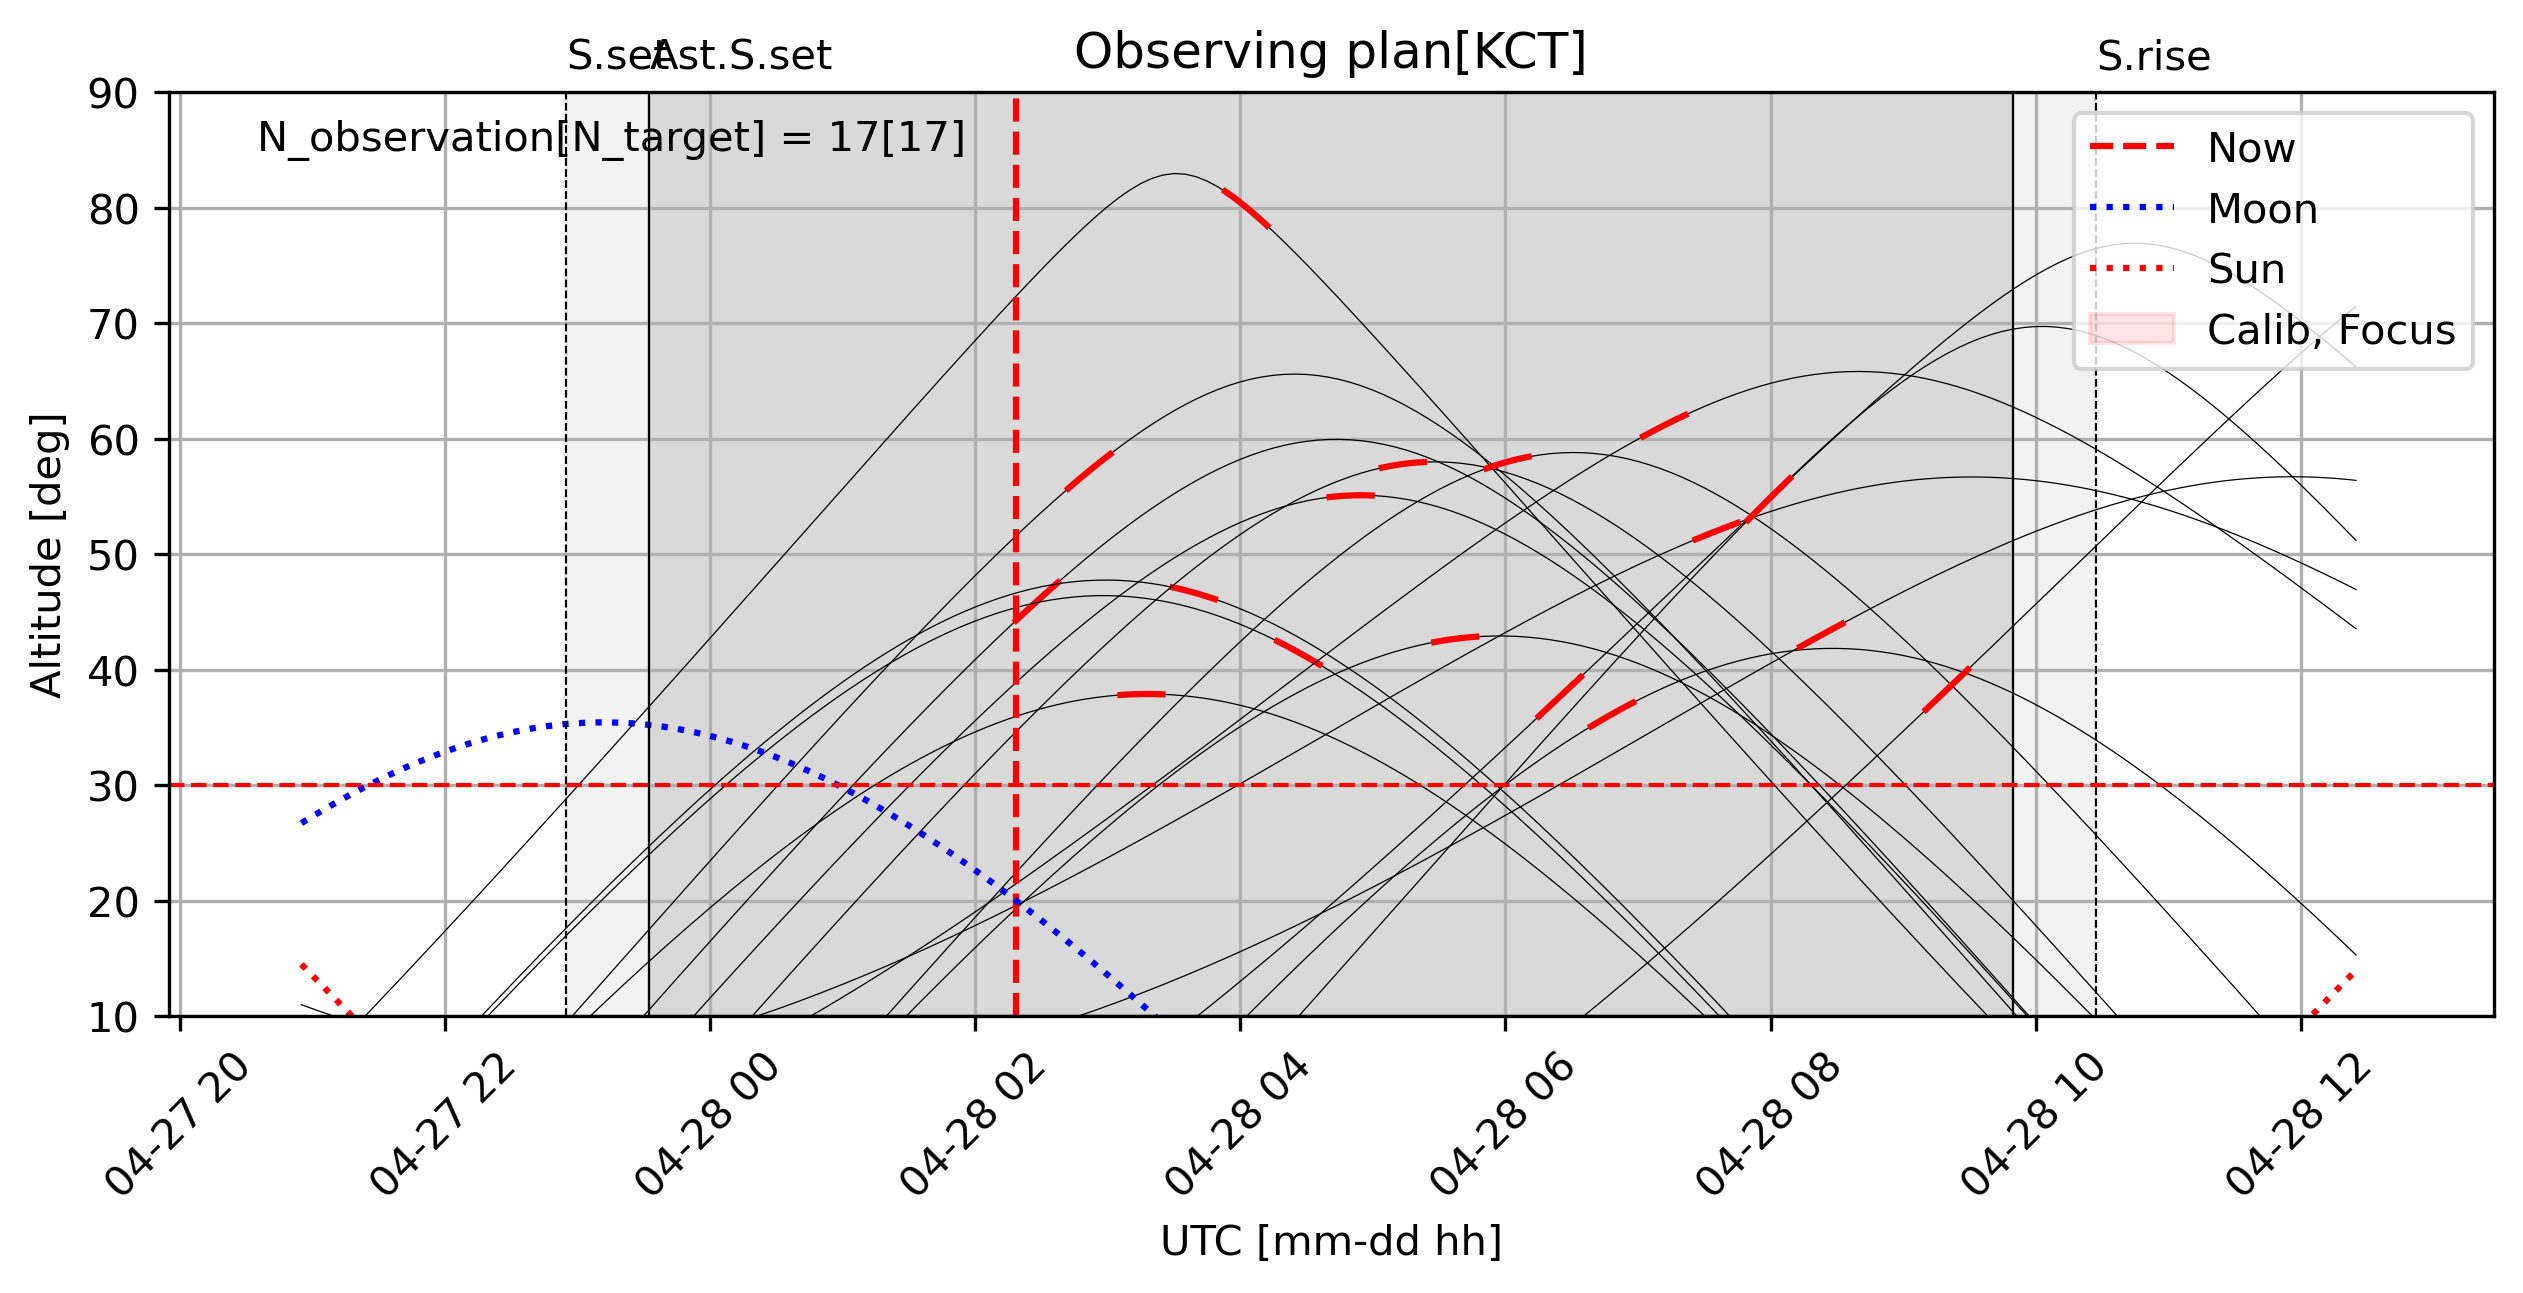 Observing plan[KCT]
S.set
Ast.S.set
S.rise
N_observation[N_target] = 17[17]
Now
Moon
Sun
Calib, Focus
Altitude [deg]
90
80
70
60
50
40
30
20
10
04-27 20
04-27 22
04-28 00
04-28 02
04-28 04
04-28 06
04-28 08
04-28 10
04-28 12
UTC [mm-dd hh]